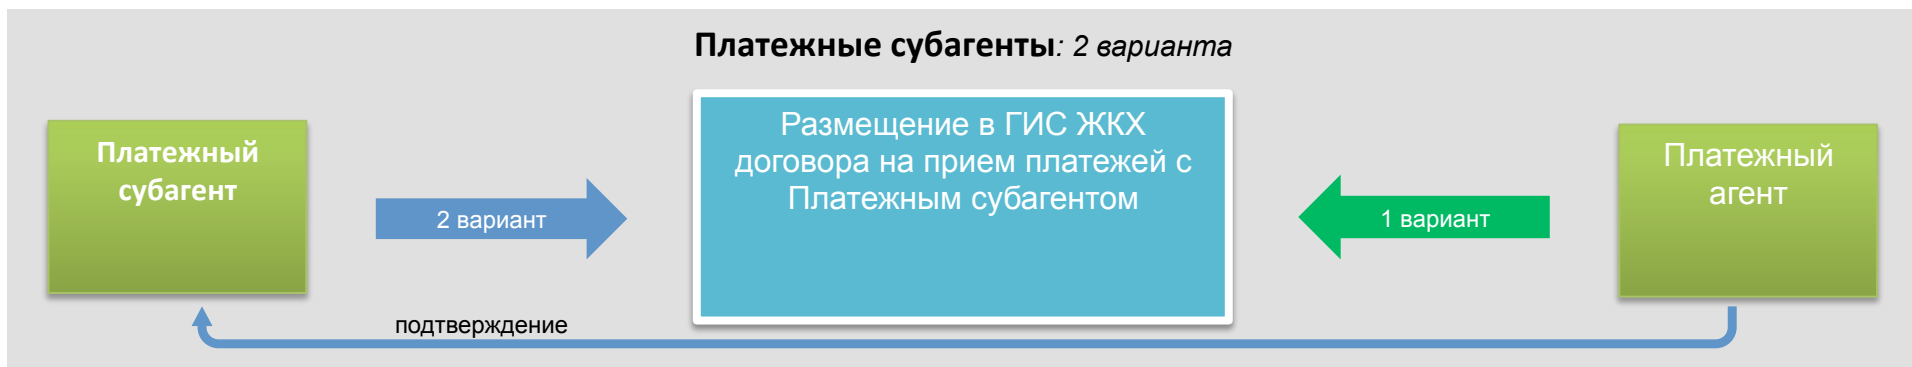 Платежные субагенты: 2 варианта
Платежный
субагент
2 вариант
Размещение в ГИС ЖКХ
договора на прием платежей с
Платежным субагентом
1 вариант
Платежный
агент
подтверждение